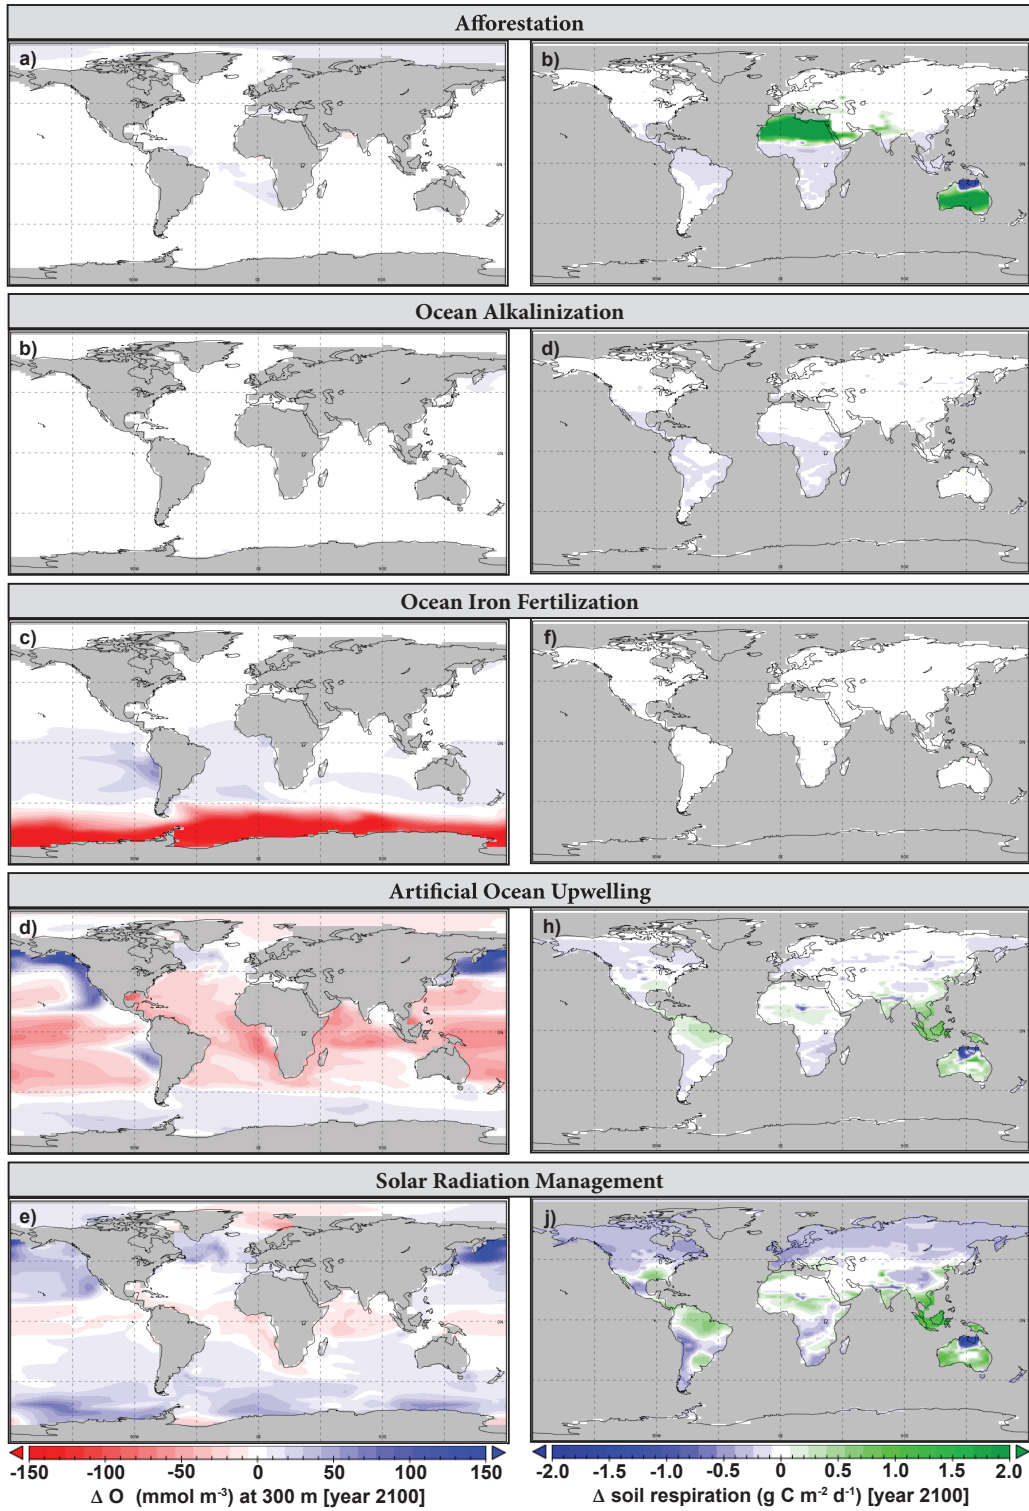 Afforestation
a)
b)
Ocean Alkalinization
b)
d)
Ocean Iron Fertilization
c)
f)
Artificial Ocean Upwelling
d)
h)
Solar Radiation Management
e)
j)
-150 -100 -50 0 50 100 150
Δ O (mmol m⁻³) at 300 m [year 2100]
-2.0 -1.5 -1.0 -0.5 0 0.5 1.0 1.5 2.0
Δ soil respiration (g C m⁻² d⁻¹) [year 2100]